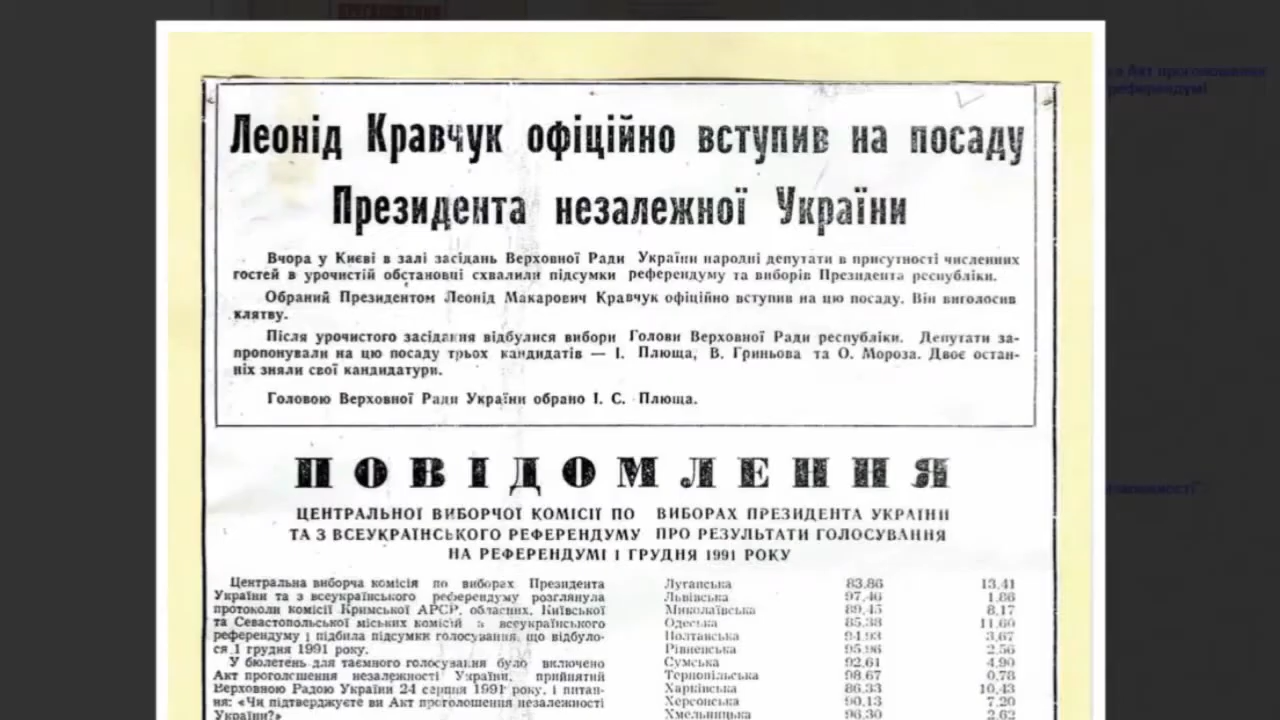 Леонід Кравчук офіційно вступив на посаду
Президента незалежної України
Вчора у Києві в залі засідань Верховної Ради України народні депутати в присутності численних
гостей в урочистій обстановці схвалили підсумки референдуму та виборів Президента республіки.
Обраний Президентом Леонід Макарович Кравчук офіційно вступив на цю посаду. Він виголосив
клятву.
Після урочистого засідання відбулися вибори Голови Верховної Ради республіки. Депутати за-
пропонували на цю посаду трьох кандидатів — І. Плюща, В. Гриньова та О. Мороза. Двоє остан-
ніх зняли свої кандидатури.
Головою Верховної Ради України обрано І. С. Плюща.
ПОВІДОМЛЕННЯ
ЦЕНТРАЛЬНОЇ ВИБОРЧОЇ КОМІСІЇ ПО ВИБОРАХ ПРЕЗИДЕНТА УКРАЇНИ
ТА З ВСЕУКРАЇНСЬКОГО РЕФЕРЕНДУМУ ПРО РЕЗУЛЬТАТИ ГОЛОСУВАННЯ
НА РЕФЕРЕНДУМІ 1 ГРУДНЯ 1991 РОКУ
Центральна виборча комісія по виборах Президента
України та з всеукраїнського референдуму розглянула
протоколи комісії Кримської АРСР, обласних, Київської
та Севастопольської міських комісій з всеукраїнського
референдуму і підбила підсумки голосування, що відбуло-
ся 1 грудня 1991 року.
У бюлетень для таємного голосування було включено
Акт проголошення незалежності України, прийнятий
Верховною Радою України 24 серпня 1991 року, і питан-
ня: «Чи підтверджуєте ви Акт проголошення незалежності
України?»
Луганська 83,86 13,41
Львівська 97,46 1,86
Миколаївська 89,45 8,17
Одеська 85,38 11,60
Полтавська 94,93 3,67
Рівненська 95,96 2,56
Сумська 92,61 4,90
Тернопільська 98,67 0,78
Харківська 86,33 10,43
Херсонська 90,13 7,20
Хмельницька 96,30 2,62
Акт проголошення
референдумі